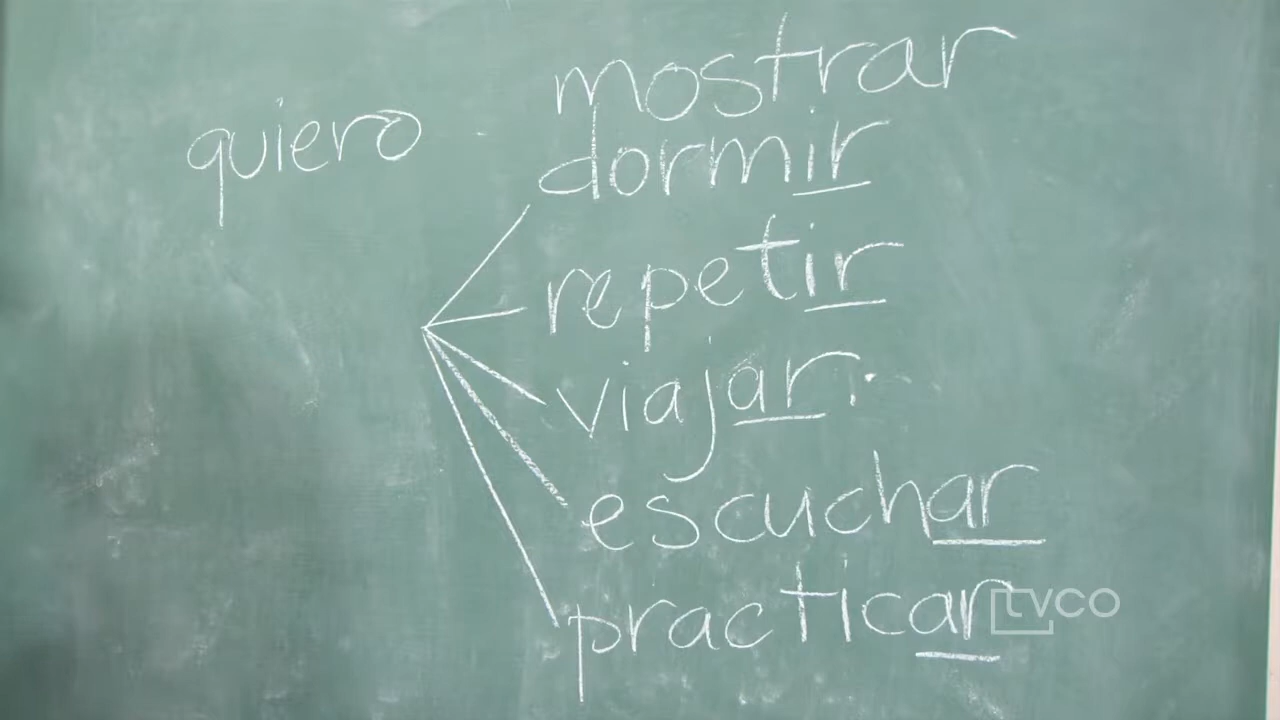 quiero
mostrar
dormir
repetir
viajar.
escuchar
practicar
tvco